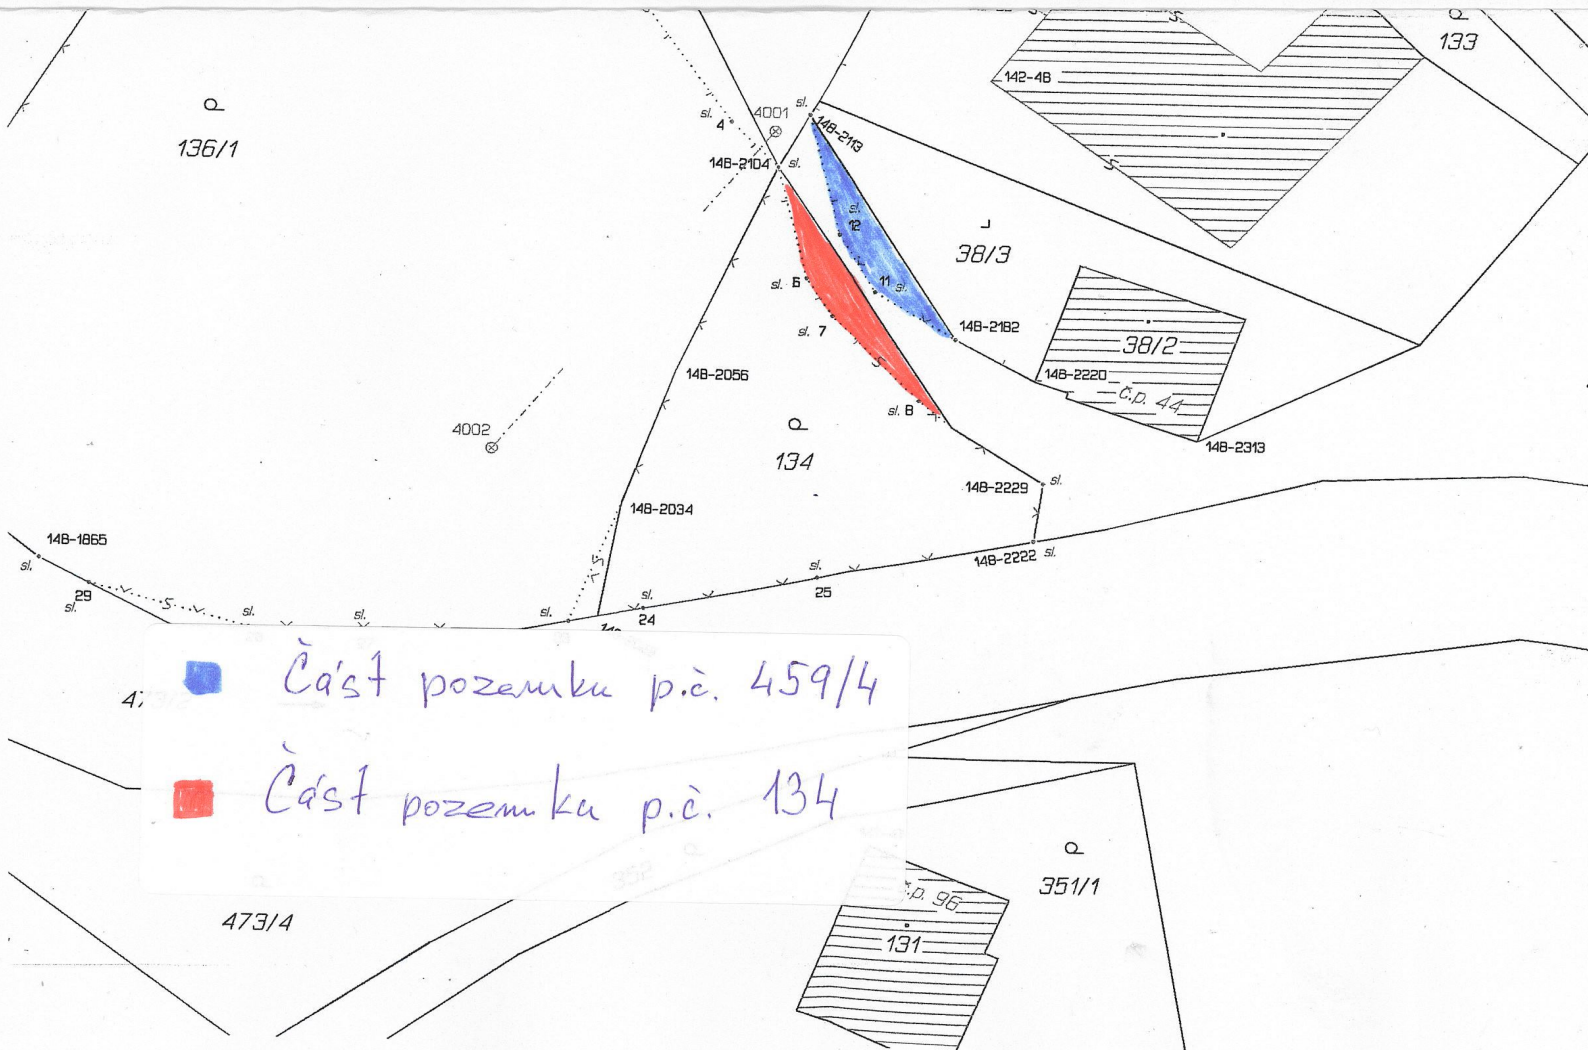 133
142-48
sl.
4001
sl. 4
148-2113
136/1
148-2104
sl.
sl.
12
38/3
sl. 6
11 sl.
sl. 7
148-2182
38/2
148-2056
148-2220
č.p. 44
sl. 8
4002
134
148-2313
148-2229
sl.
148-2034
148-1865
sl.
148-2222
sl.
sl.
25
29
sl.
sl.
sl.
sl.
sl.
24
Část pozemku p.č. 459/4
Část pozemku p.č. 134
352
351/1
č.p. 96
473/4
131